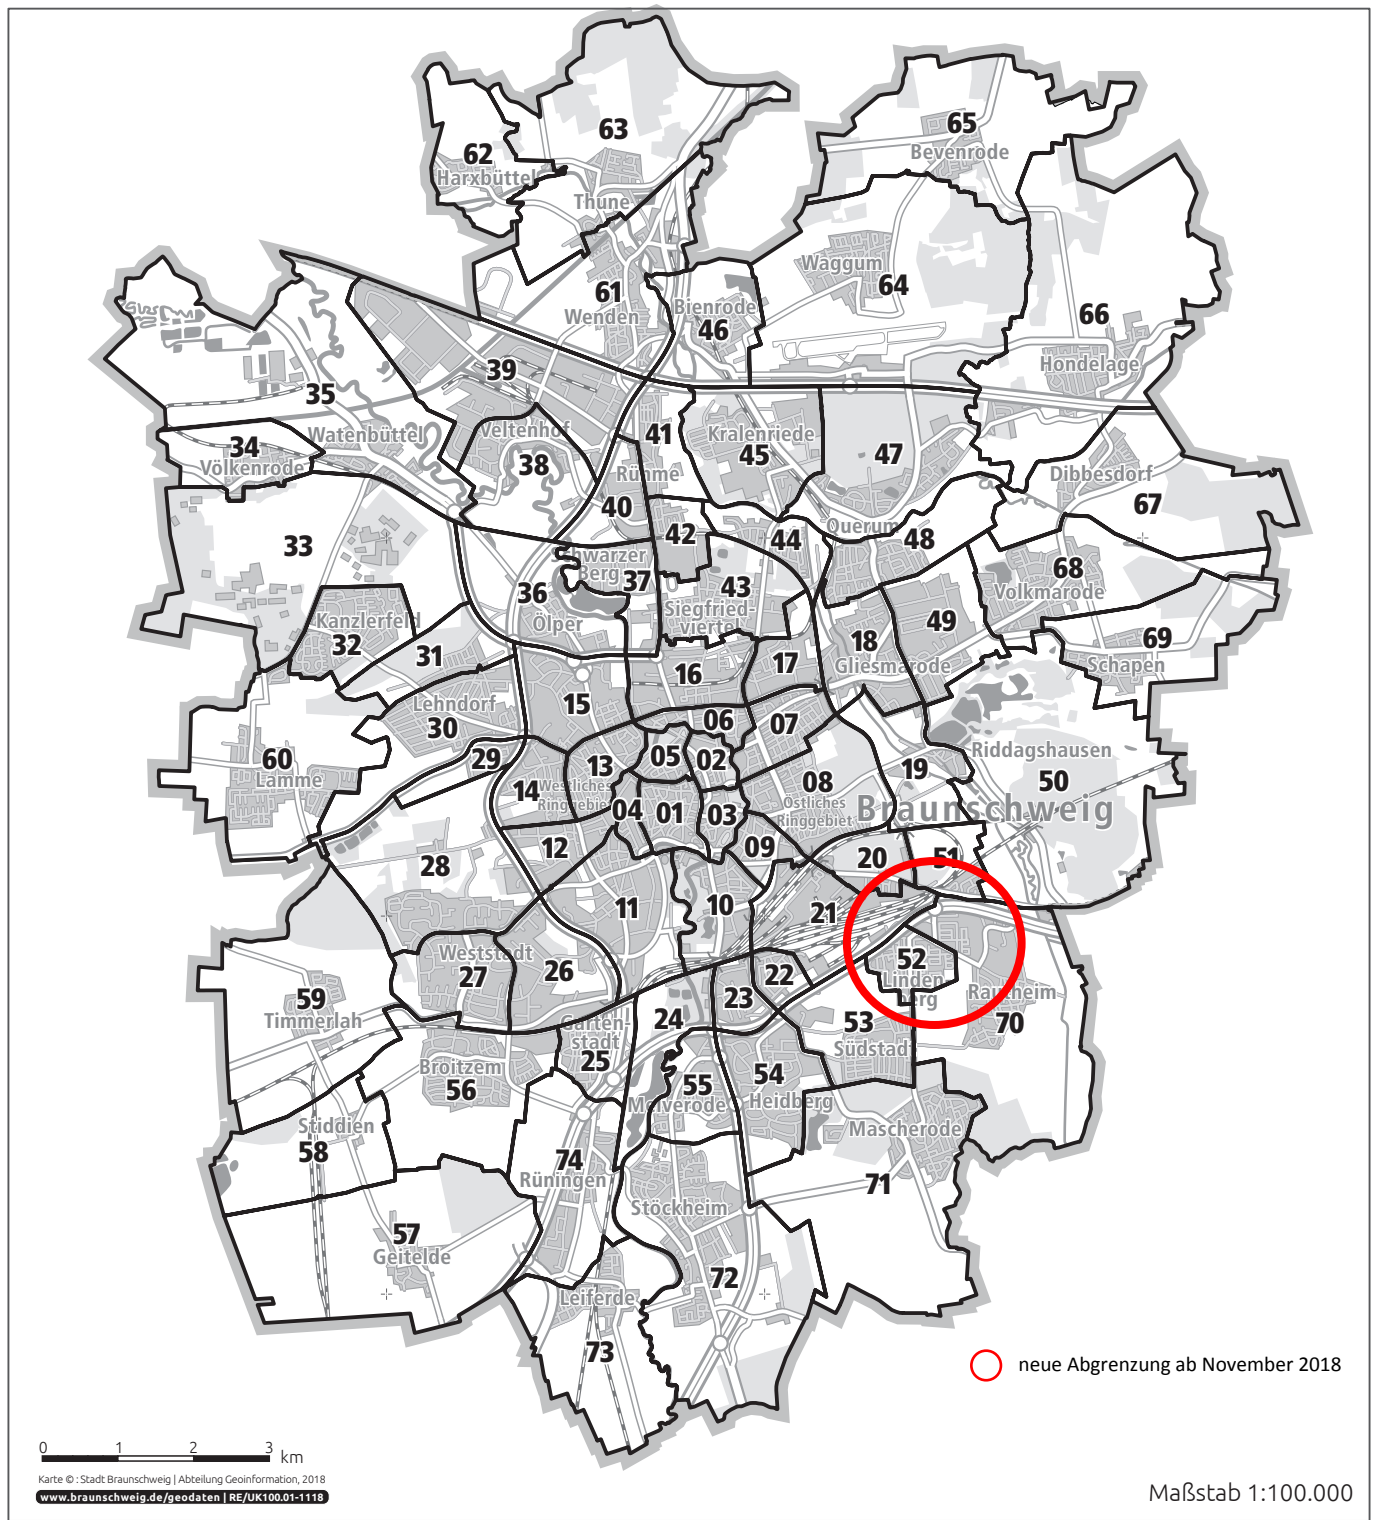 63
65
Bevenrode
62
Harxbüttel
Thune
Waggum
64
61
Wenden
Bienrode
46
66
Hondelage
39
35
Watenbüttel
Veltenhof
38
41
Kralenriede
45
47
34
Völkenrode
Rühme
40
Dibbesdorf
67
33
42
44
Querum
48
Schwarzer
Berg
37
36
Ölper
43
Siegfried-
viertel
68
Volkmarode
Kanzlerfeld
32
31
18
Gliesmarode
49
69
Schapen
16
17
15
Lehndorf
30
06
07
Riddagshausen
50
60
Lamme
29
13
05
02
08
19
14
Westliches
Ringgebiet
04
01
03
Östliches
Ringgebiet
Braunschweig
12
09
20
51
28
11
10
21
Weststadt
27
26
22
52
Linden
berg
Rautheim
70
59
Timmerlah
23
24
53
Südstadt
Garten-
stadt
25
Broitzem
56
55
Melverode
54
Heidberg
Mascherode
71
Stiddien
58
74
Rüningen
Stöckheim
57
Geitelde
72
Leiferde
73
neue Abgrenzung ab November 2018
0 1 2 3 km
Karte © : Stadt Braunschweig | Abteilung Geoinformation, 2018
www.braunschweig.de/geodaten | RE/UK100.01-1118
Maßstab 1:100.000